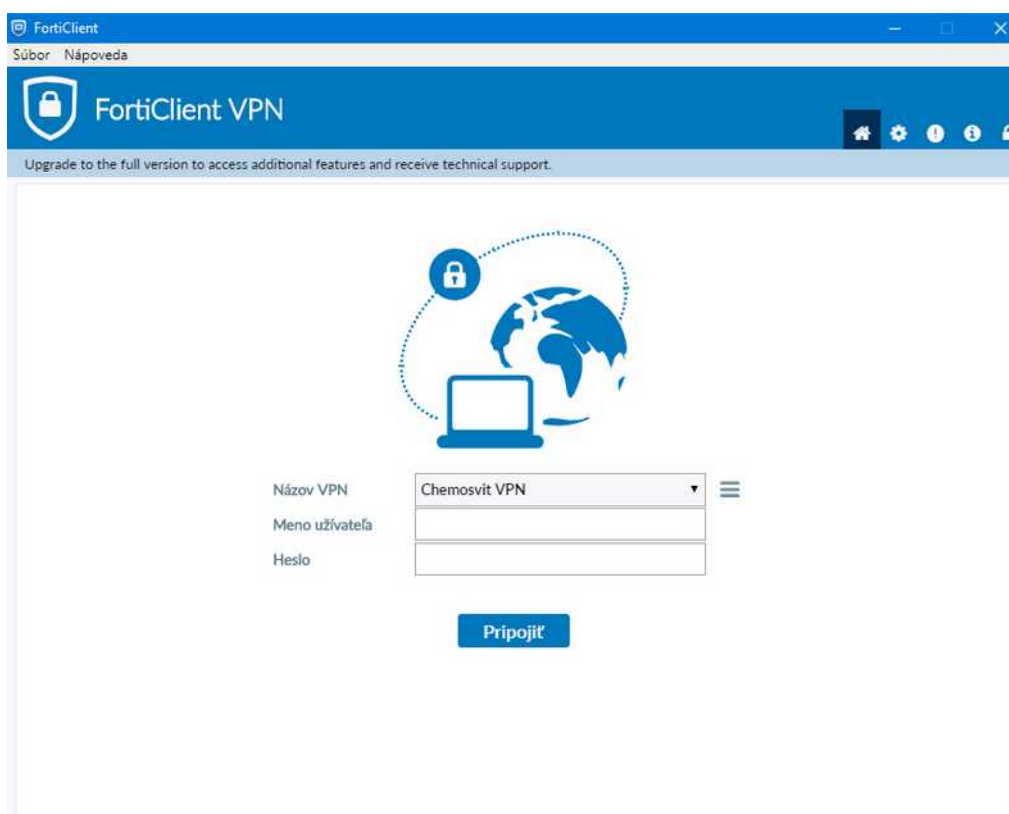 FortiClient
Súbor Nápoveda
FortiClient VPN
Upgrade to the full version to access additional features and receive technical support.
Názov VPN Chemosvit VPN
Meno užívateľa
Heslo
Pripojiť